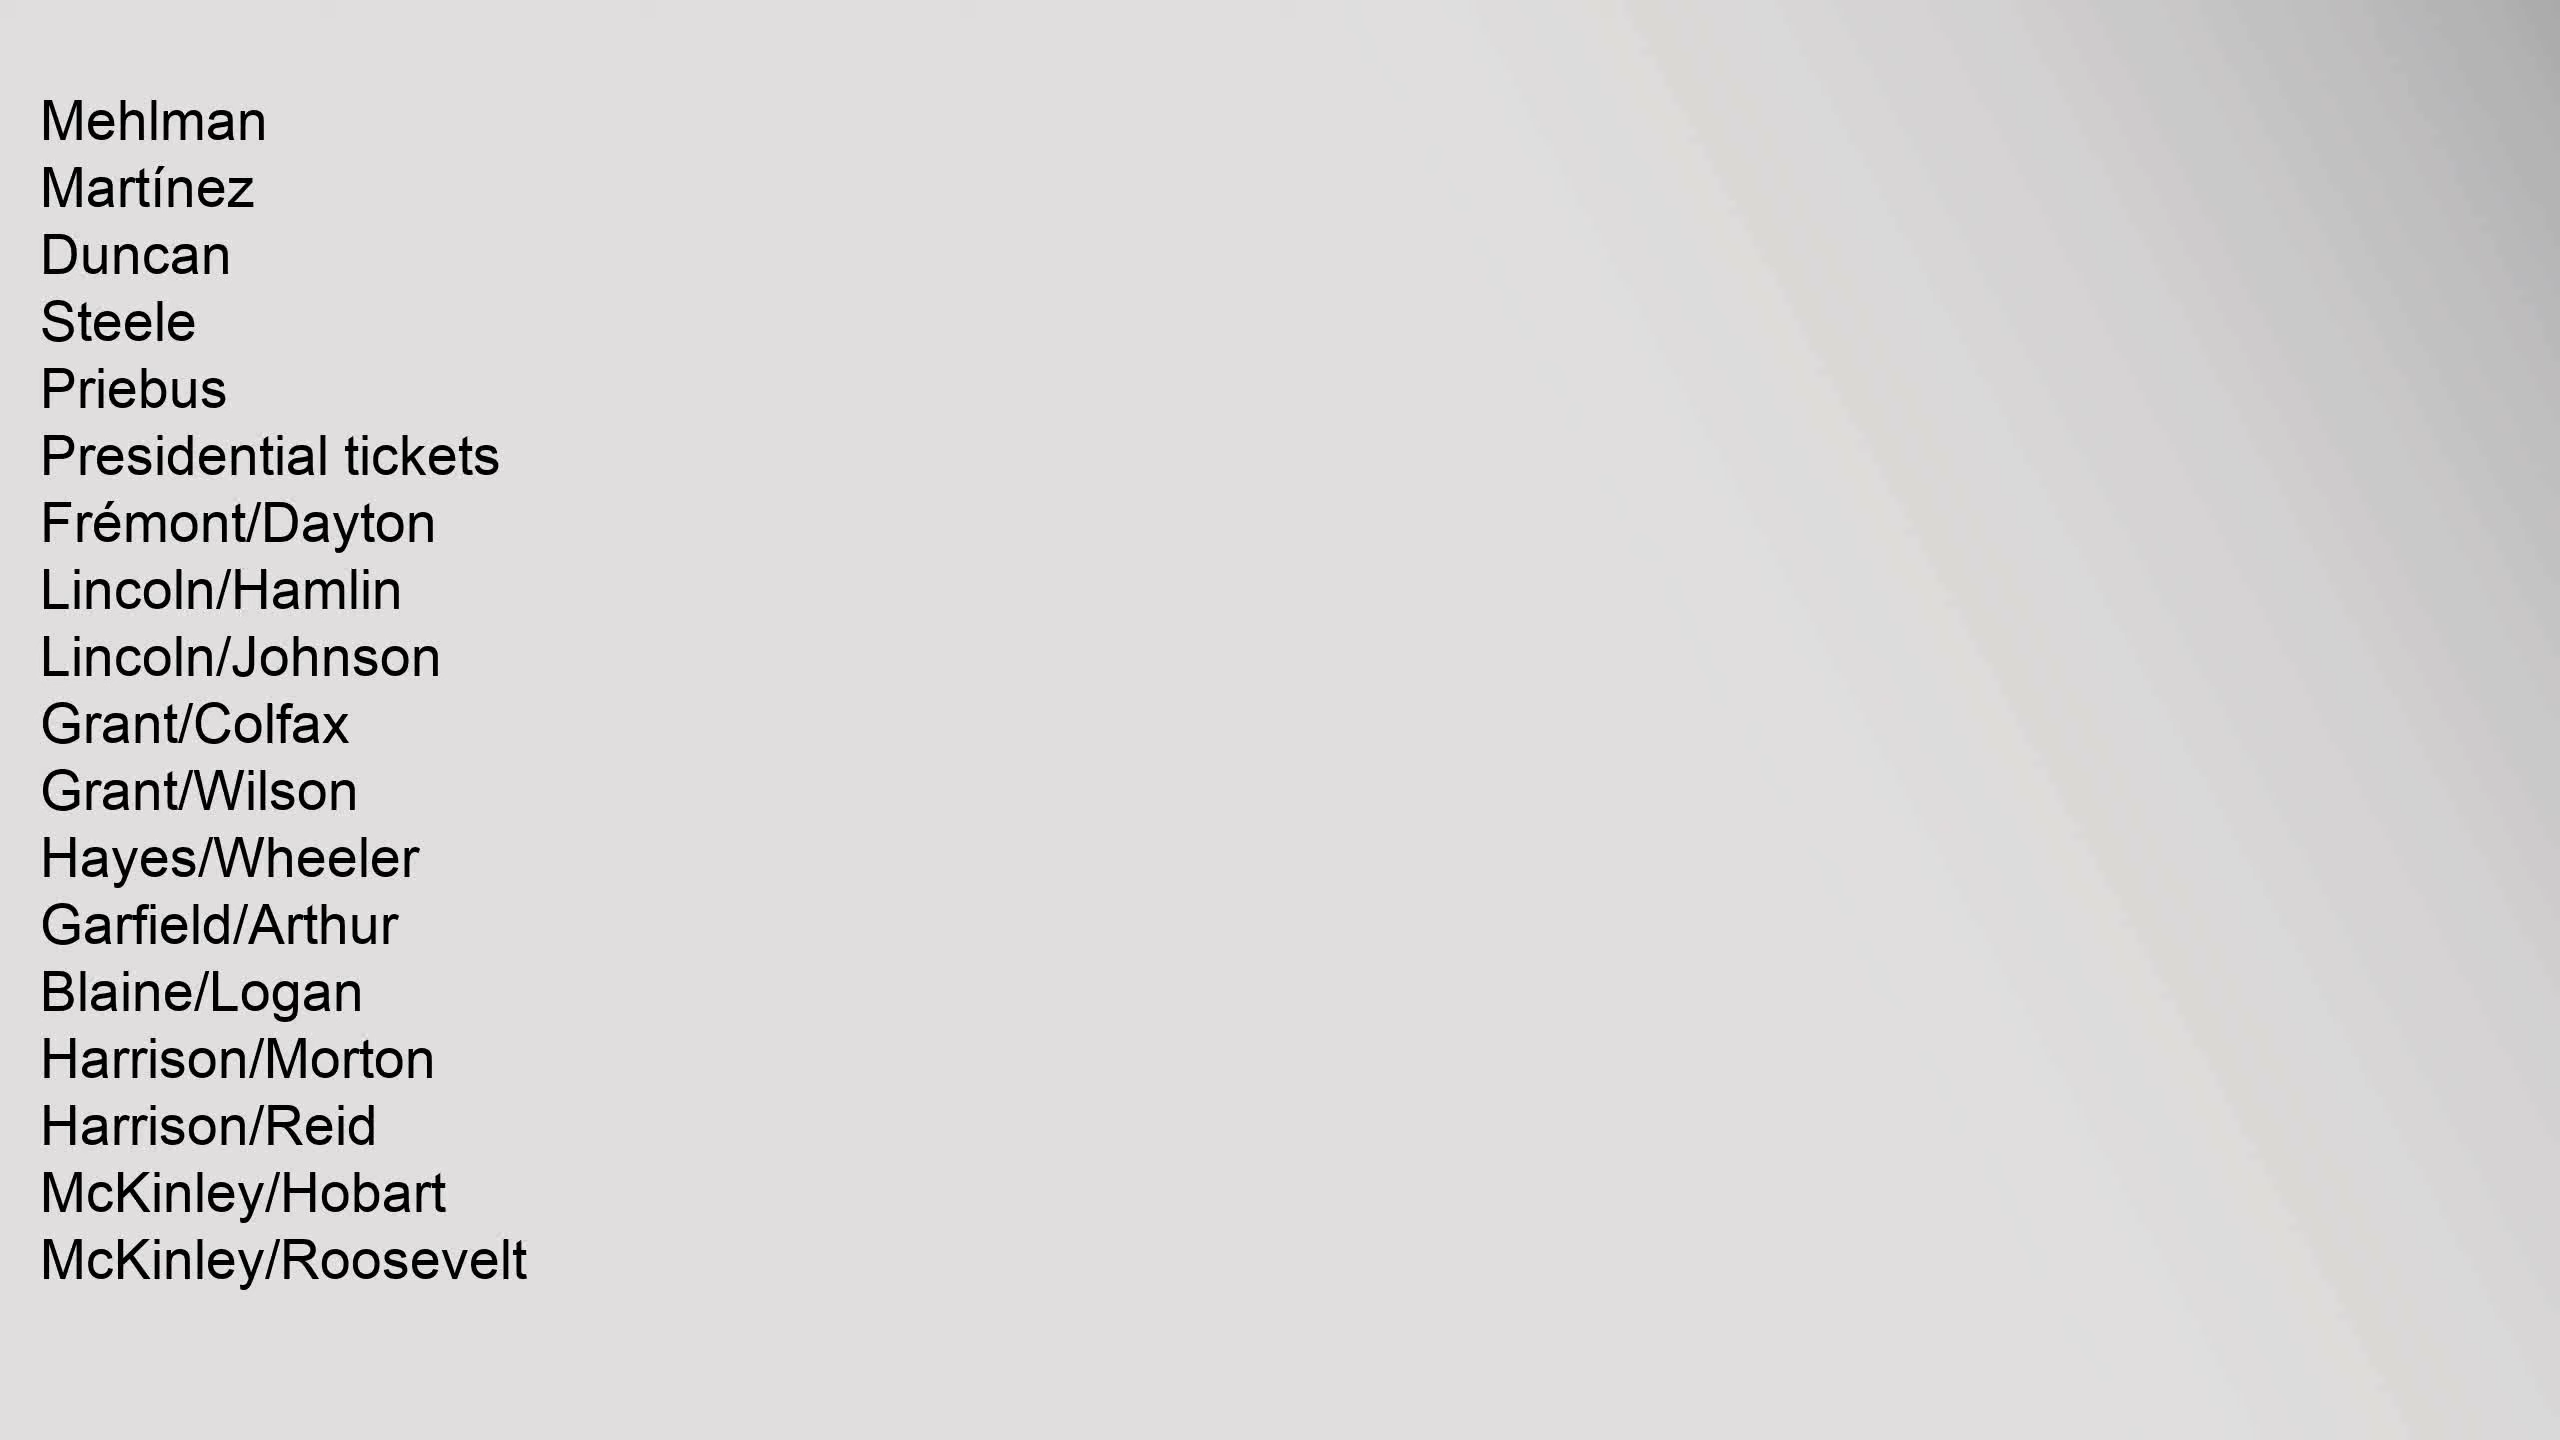 Mehlman
Martínez
Duncan
Steele
Priebus
Presidential tickets
Frémont/Dayton
Lincoln/Hamlin
Lincoln/Johnson
Grant/Colfax
Grant/Wilson
Hayes/Wheeler
Garfield/Arthur
Blaine/Logan
Harrison/Morton
Harrison/Reid
McKinley/Hobart
McKinley/Roosevelt